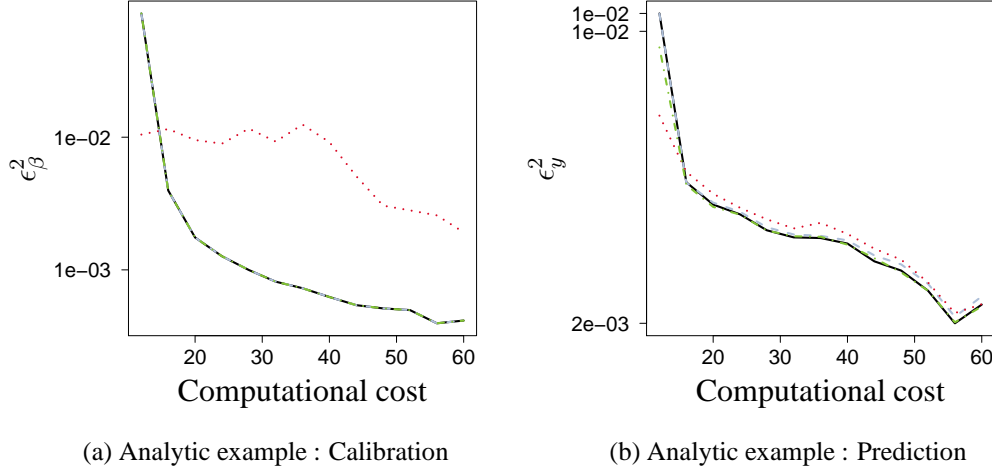 1e−02
1e−03
ϵ²β
20 30 40 50 60
Computational cost
(a) Analytic example : Calibration
1e−02
1e−02
2e−03
ϵ²y
20 30 40 50 60
Computational cost
(b) Analytic example : Prediction